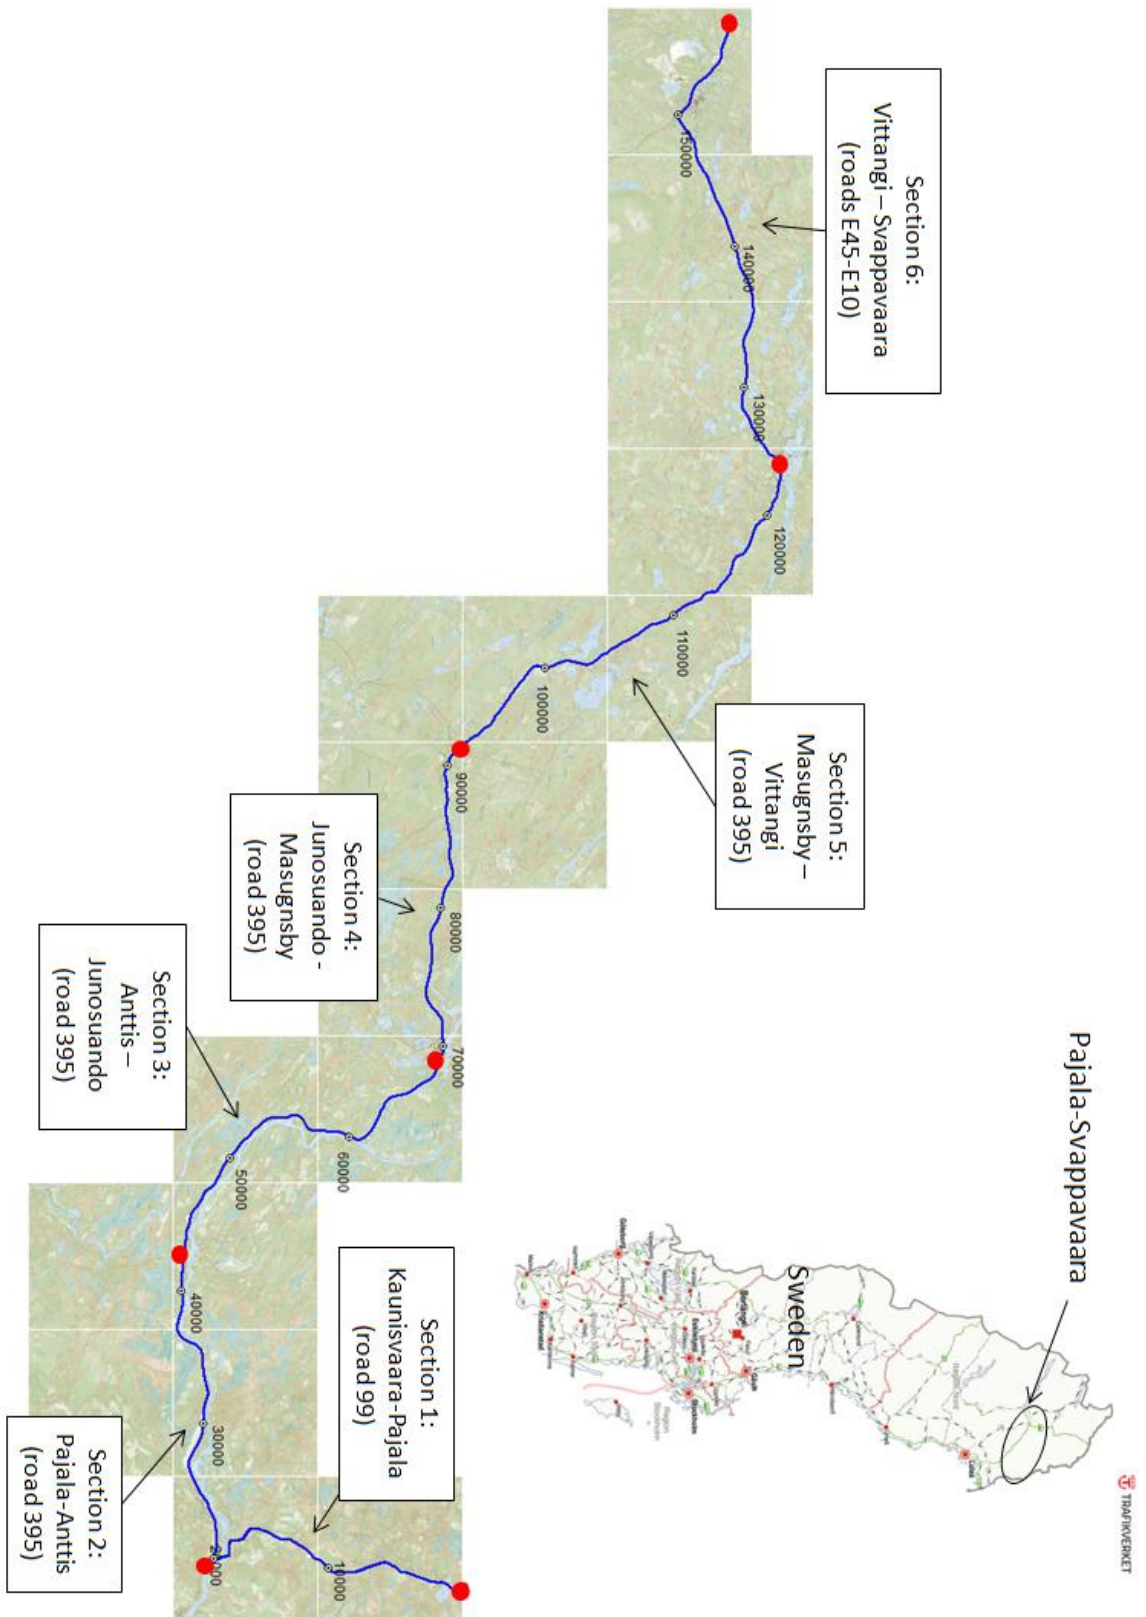 TRAFIKVERKET
Pajala-Svappavaara
Sweden
Section 6:
Vittangi – Svappavaara
(roads E45-E10)
Section 5:
Masugnsby –
Vittangi
(road 395)
Section 4:
Junosuando -
Masugnsby
(road 395)
Section 3:
Anttis –
Junosuando
(road 395)
Section 1:
Kaunisvaara-Pajala
(road 99)
Section 2:
Pajala-Anttis
(road 395)
150000
140000
130000
120000
110000
100000
90000
80000
70000
60000
50000
40000
30000
20000
10000